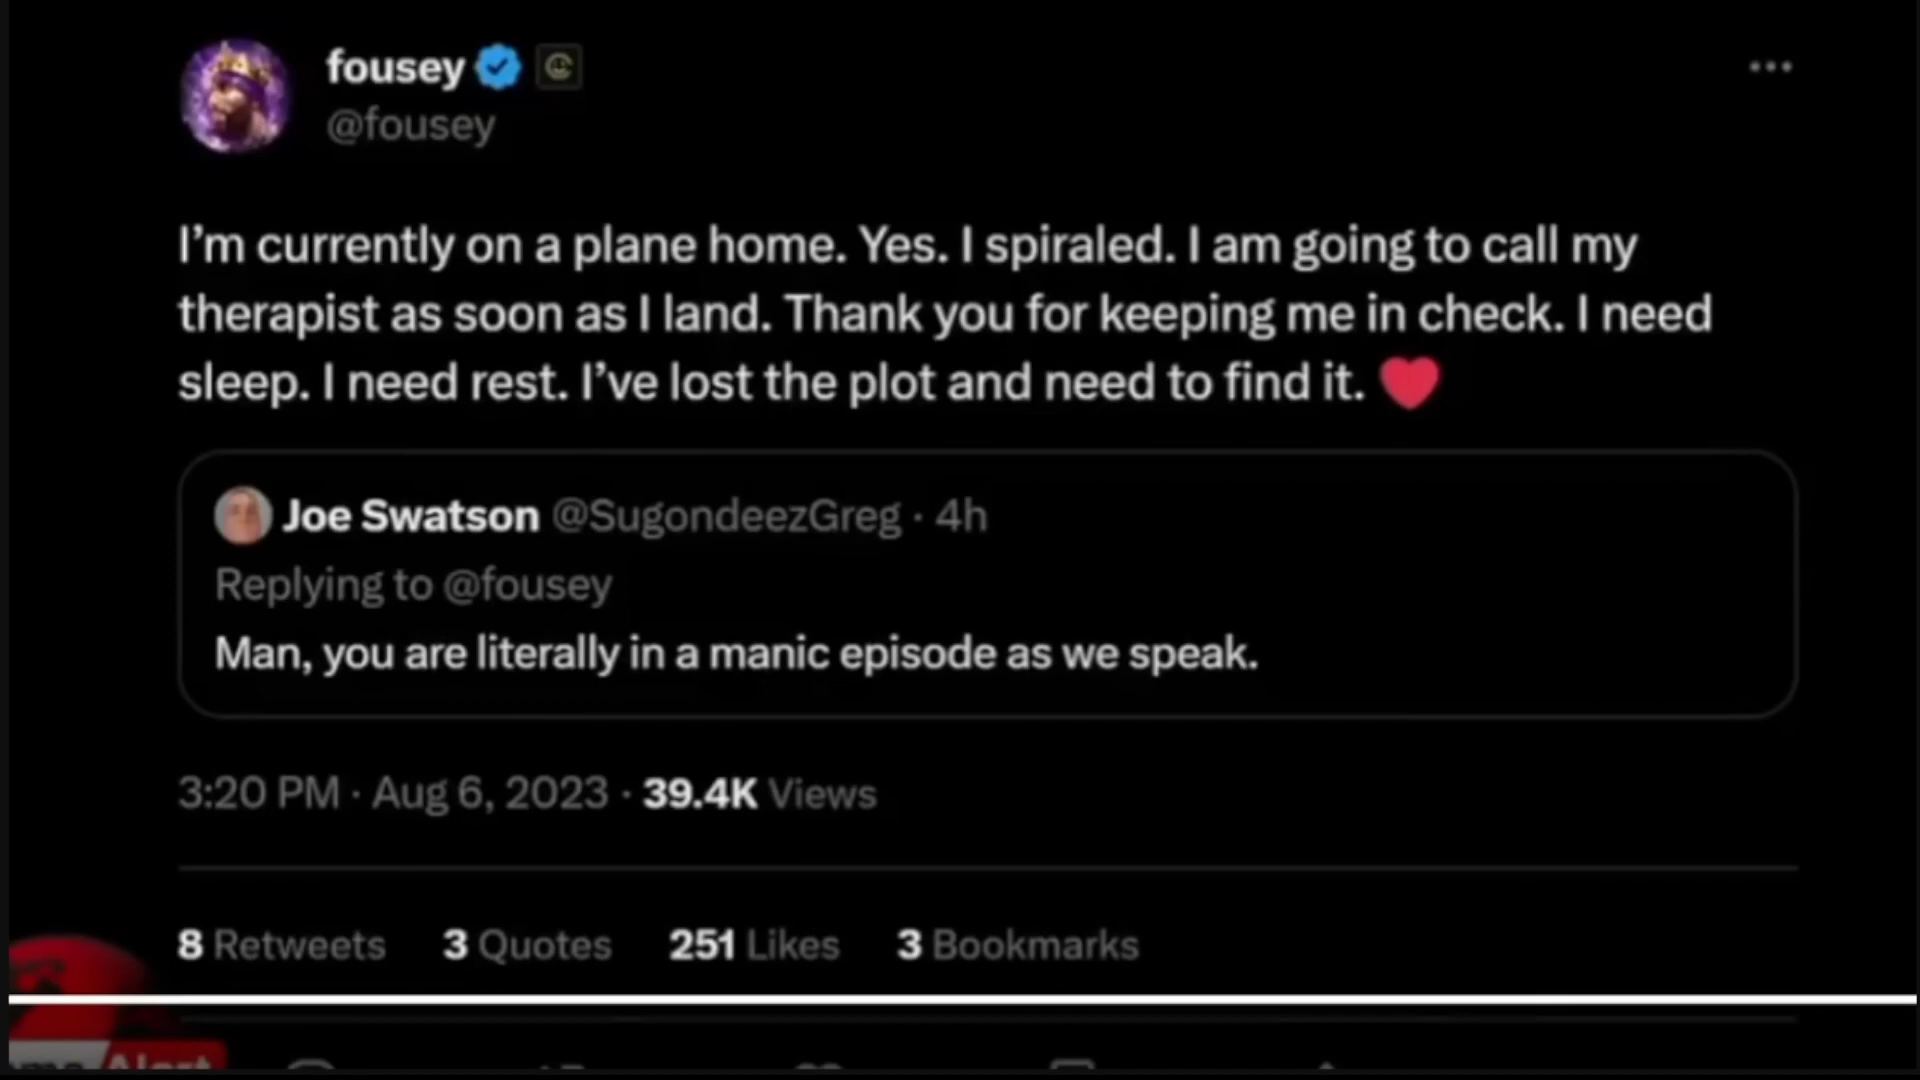 fousey
@fousey
I’m currently on a plane home. Yes. I spiraled. I am going to call my
therapist as soon as I land. Thank you for keeping me in check. I need
sleep. I need rest. I’ve lost the plot and need to find it. ❤️
Joe Swatson @SugondeezGreg · 4h
Replying to @fousey
Man, you are literally in a manic episode as we speak.
3:20 PM · Aug 6, 2023 · 39.4K Views
8 Retweets 3 Quotes 251 Likes 3 Bookmarks
Alert